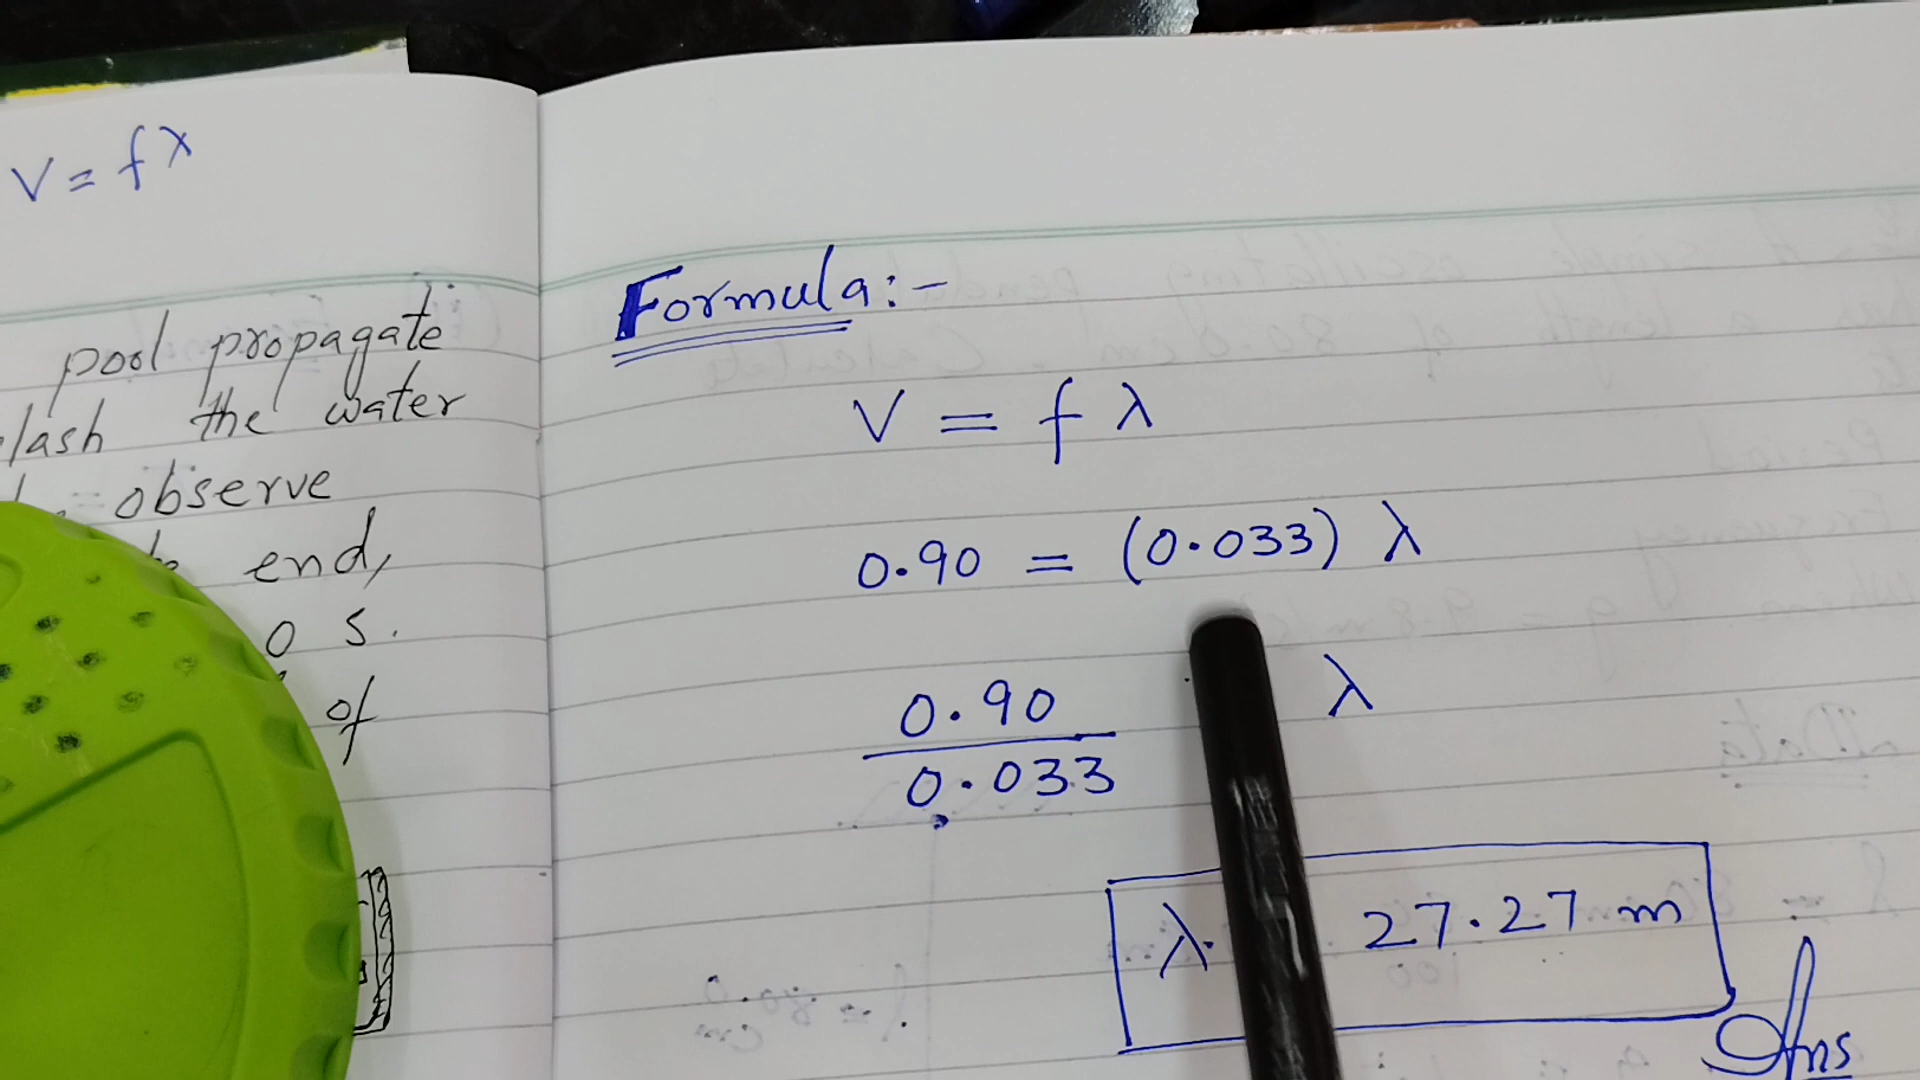 V = fλ
pool propagate
the water
observe
end,
0 s.
of
Formula:-
V = f λ
0.90 = (0.033) λ
0.90
0.033
λ
λ
27.27 m
Ans